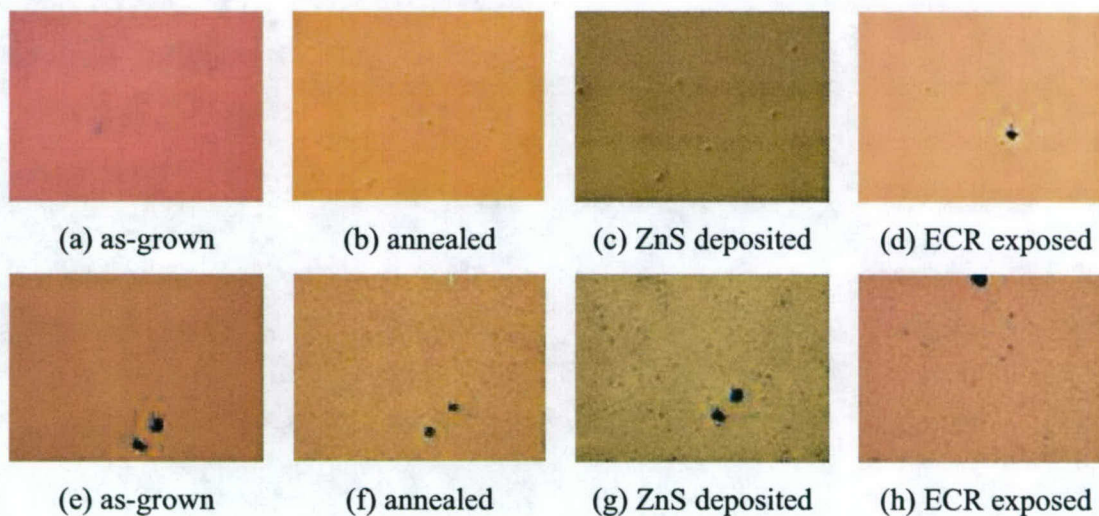 (a) as-grown
(b) annealed
(c) ZnS deposited
(d) ECR exposed
(e) as-grown
(f) annealed
(g) ZnS deposited
(h) ECR exposed